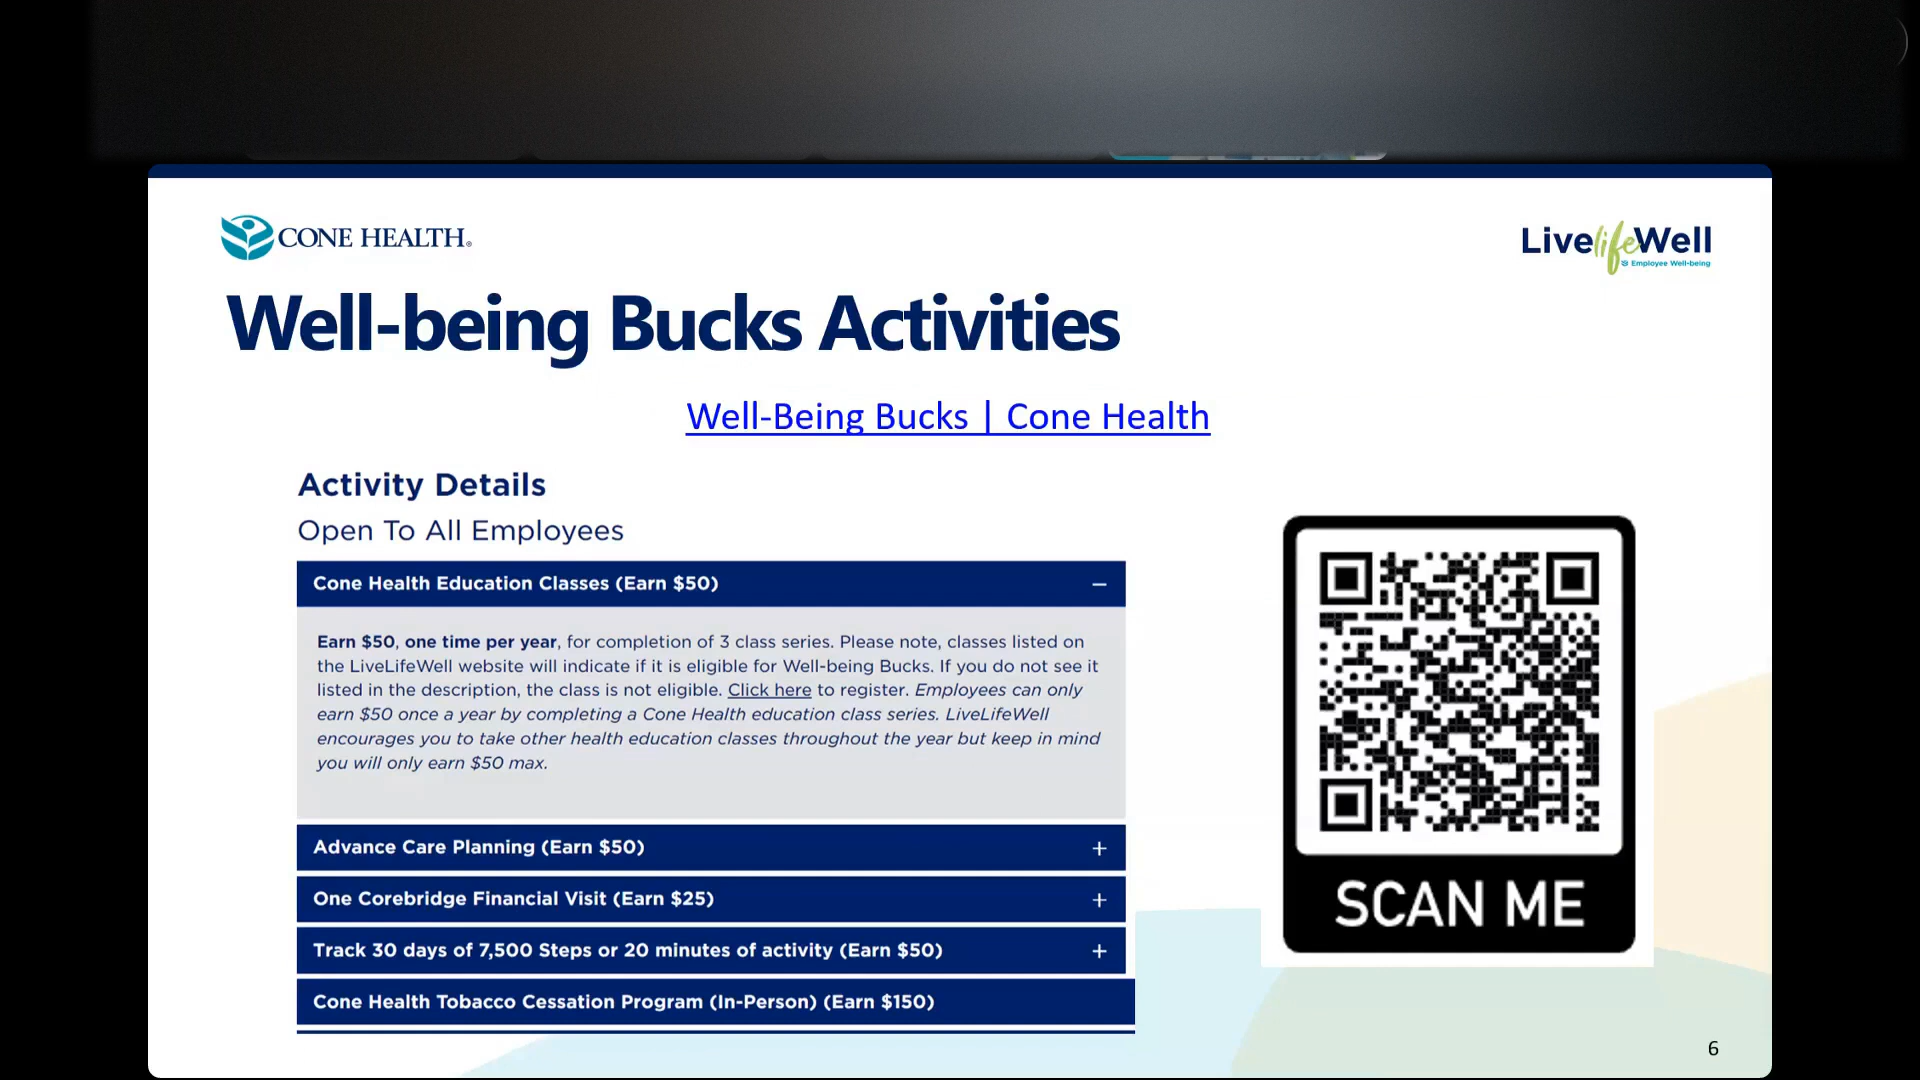 CONE HEALTH®
LivelifeWell
Employee Well-being
Well-being Bucks Activities
Well-Being Bucks | Cone Health
Activity Details
Open To All Employees
Cone Health Education Classes (Earn $50) −
Earn $50, one time per year, for completion of 3 class series. Please note, classes listed on
the LiveLifeWell website will indicate if it is eligible for Well-being Bucks. If you do not see it
listed in the description, the class is not eligible. Click here to register. Employees can only
earn $50 once a year by completing a Cone Health education class series. LiveLifeWell
encourages you to take other health education classes throughout the year but keep in mind
you will only earn $50 max.
Advance Care Planning (Earn $50) +
One Corebridge Financial Visit (Earn $25) +
Track 30 days of 7,500 Steps or 20 minutes of activity (Earn $50) +
Cone Health Tobacco Cessation Program (In-Person) (Earn $150)
SCAN ME
6